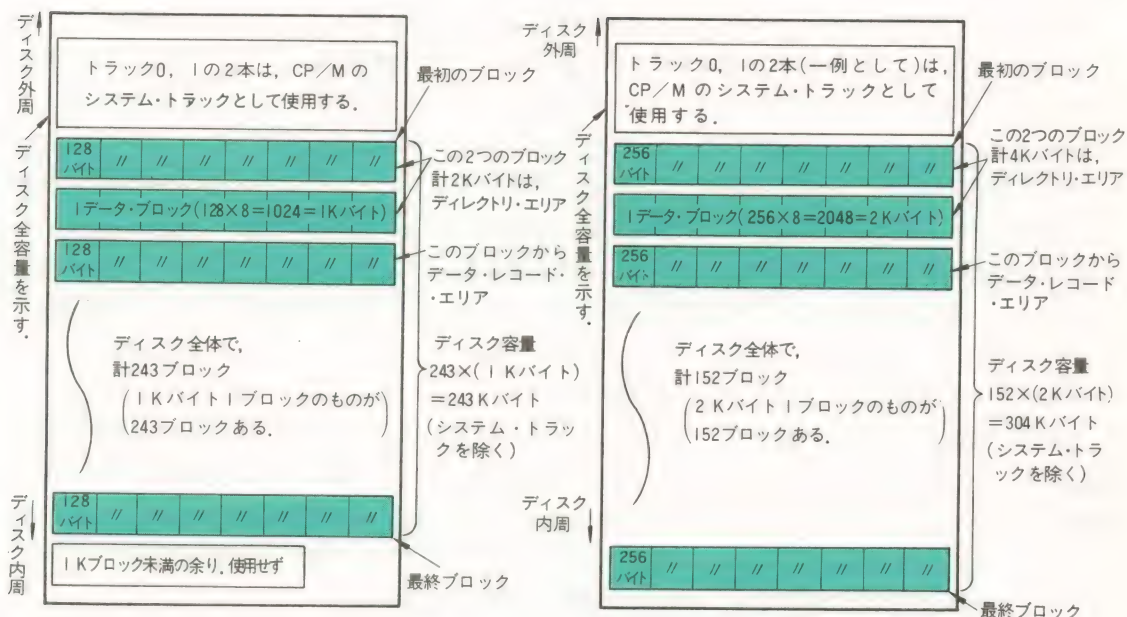 ディスク外周
トラック0，1の2本は，CP／Mの
システム・トラックとして使用する．
最初のブロック
128
バイト
〃 〃 〃 〃 〃 〃 〃
この2つのブロック
計2Kバイトは，
ディレクトリ・エリア
1データ・ブロック(128×8=1024=1Kバイト)
128
バイト
〃 〃 〃 〃 〃 〃 〃
このブロックから
データ・レコード・
・エリア
ディスク全容量を示す．
ディスク全体で，
計243ブロック
(1Kバイト1ブロックのものが
243ブロックある．)
ディスク容量
243×(1Kバイト)
=243Kバイト
(システム・トラッ
クを除く)
128
バイト
〃 〃 〃 〃 〃 〃 〃
ディスク内周
1Kブロック未満の余り．使用せず
最終ブロック
ディスク
外周
トラック0，1の2本(一例として)は，
CP／Mのシステム・トラックとして
使用する．
最初のブロック
256
バイト
〃 〃 〃 〃 〃 〃 〃
この2つのブロック
計4Kバイトは，
ディレクトリ・エリア
1データ・ブロック(256×8=2048=2Kバイト)
256
バイト
〃 〃 〃 〃 〃 〃 〃
このブロックから
データ・レコード
・エリア
ディスク全容量を示す．
ディスク全体で，
計152ブロック
(2Kバイト1ブロックのものが
152ブロックある．)
ディスク容量
152×(2Kバイト)
=304Kバイト
(システム・トラ
ックを除く)
ディスク
内周
256
バイト
〃 〃 〃 〃 〃 〃 〃
最終ブロック